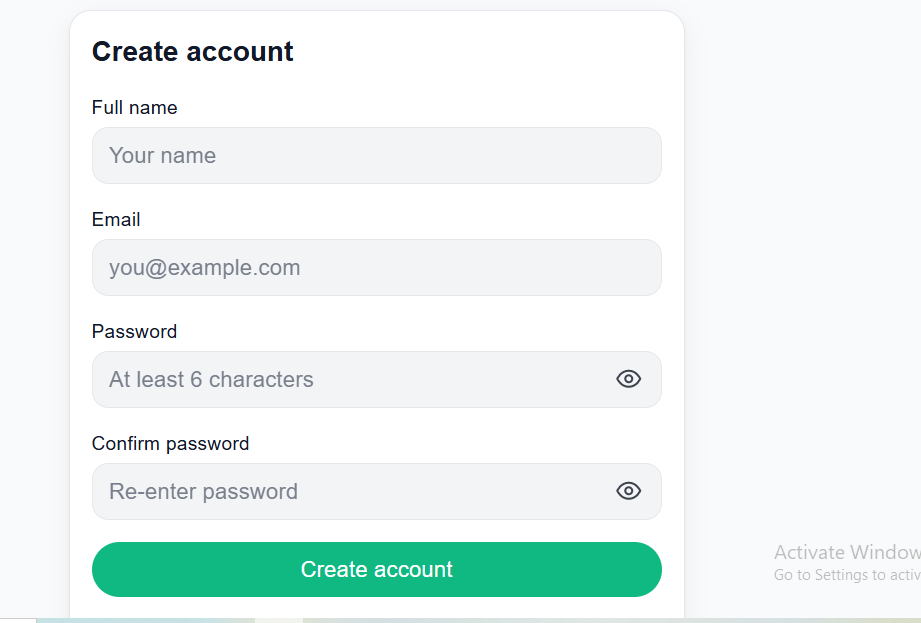 Create account
Full name
Your name
Email
you@example.com
Password
At least 6 characters
Confirm password
Re-enter password
Create account
Activate Window
Go to Settings to activ